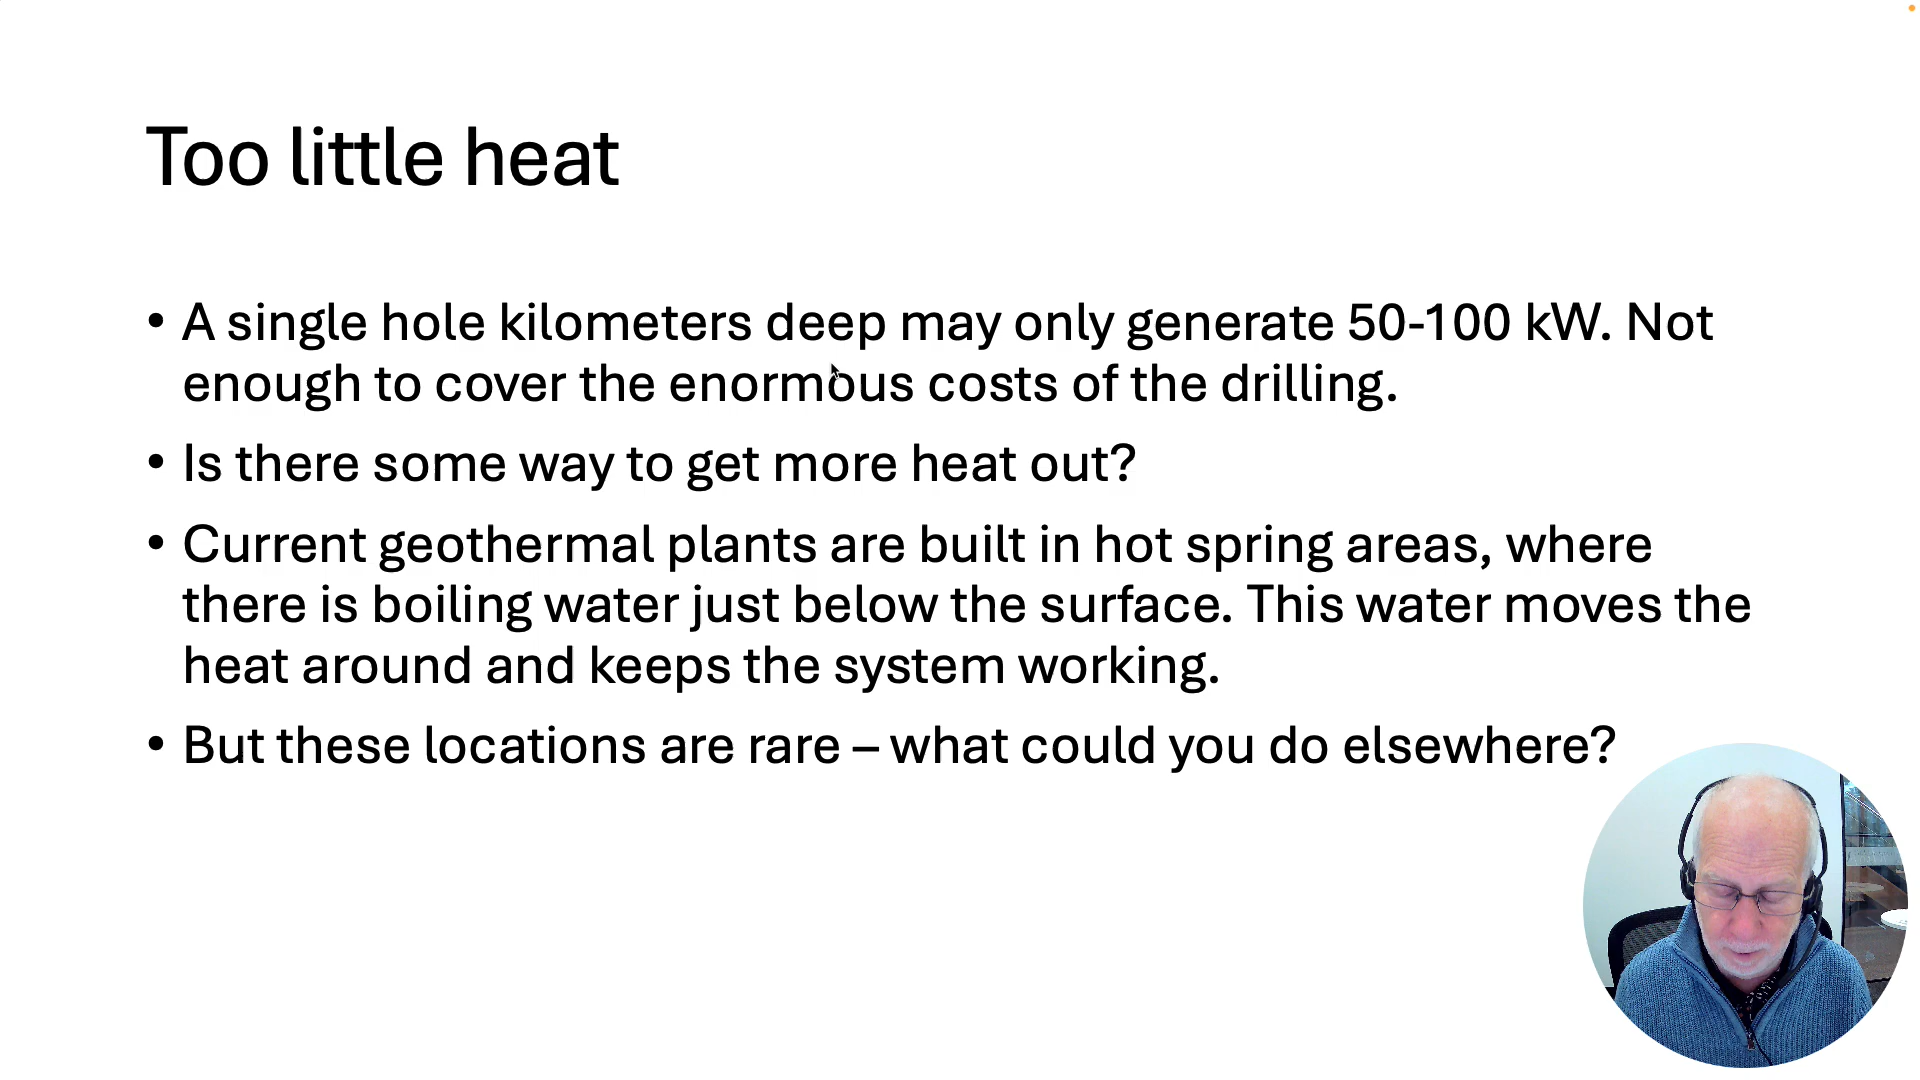 Too little heat
• A single hole kilometers deep may only generate 50-100 kW. Not
enough to cover the enormous costs of the drilling.
• Is there some way to get more heat out?
• Current geothermal plants are built in hot spring areas, where
there is boiling water just below the surface. This water moves the
heat around and keeps the system working.
• But these locations are rare – what could you do elsewhere?